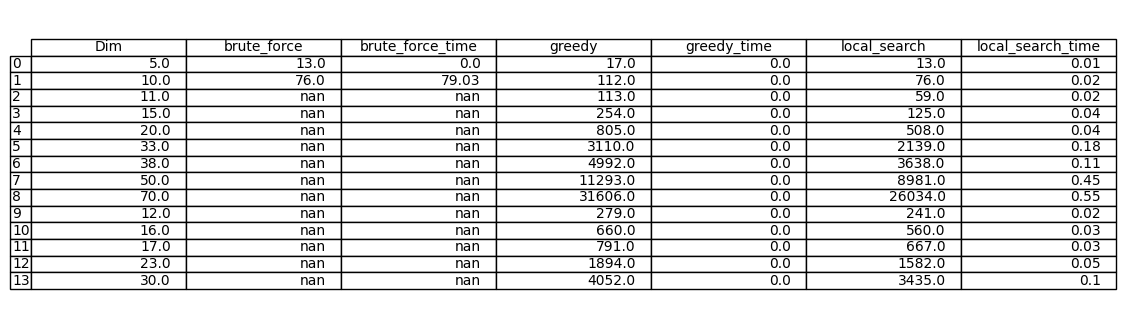 Dim brute_force brute_force_time greedy greedy_time local_search local_search_time
0 5.0 13.0 0.0 17.0 0.0 13.0 0.01
1 10.0 76.0 79.03 112.0 0.0 76.0 0.02
2 11.0 nan nan 113.0 0.0 59.0 0.02
3 15.0 nan nan 254.0 0.0 125.0 0.04
4 20.0 nan nan 805.0 0.0 508.0 0.04
5 33.0 nan nan 3110.0 0.0 2139.0 0.18
6 38.0 nan nan 4992.0 0.0 3638.0 0.11
7 50.0 nan nan 11293.0 0.0 8981.0 0.45
8 70.0 nan nan 31606.0 0.0 26034.0 0.55
9 12.0 nan nan 279.0 0.0 241.0 0.02
10 16.0 nan nan 660.0 0.0 560.0 0.03
11 17.0 nan nan 791.0 0.0 667.0 0.03
12 23.0 nan nan 1894.0 0.0 1582.0 0.05
13 30.0 nan nan 4052.0 0.0 3435.0 0.1